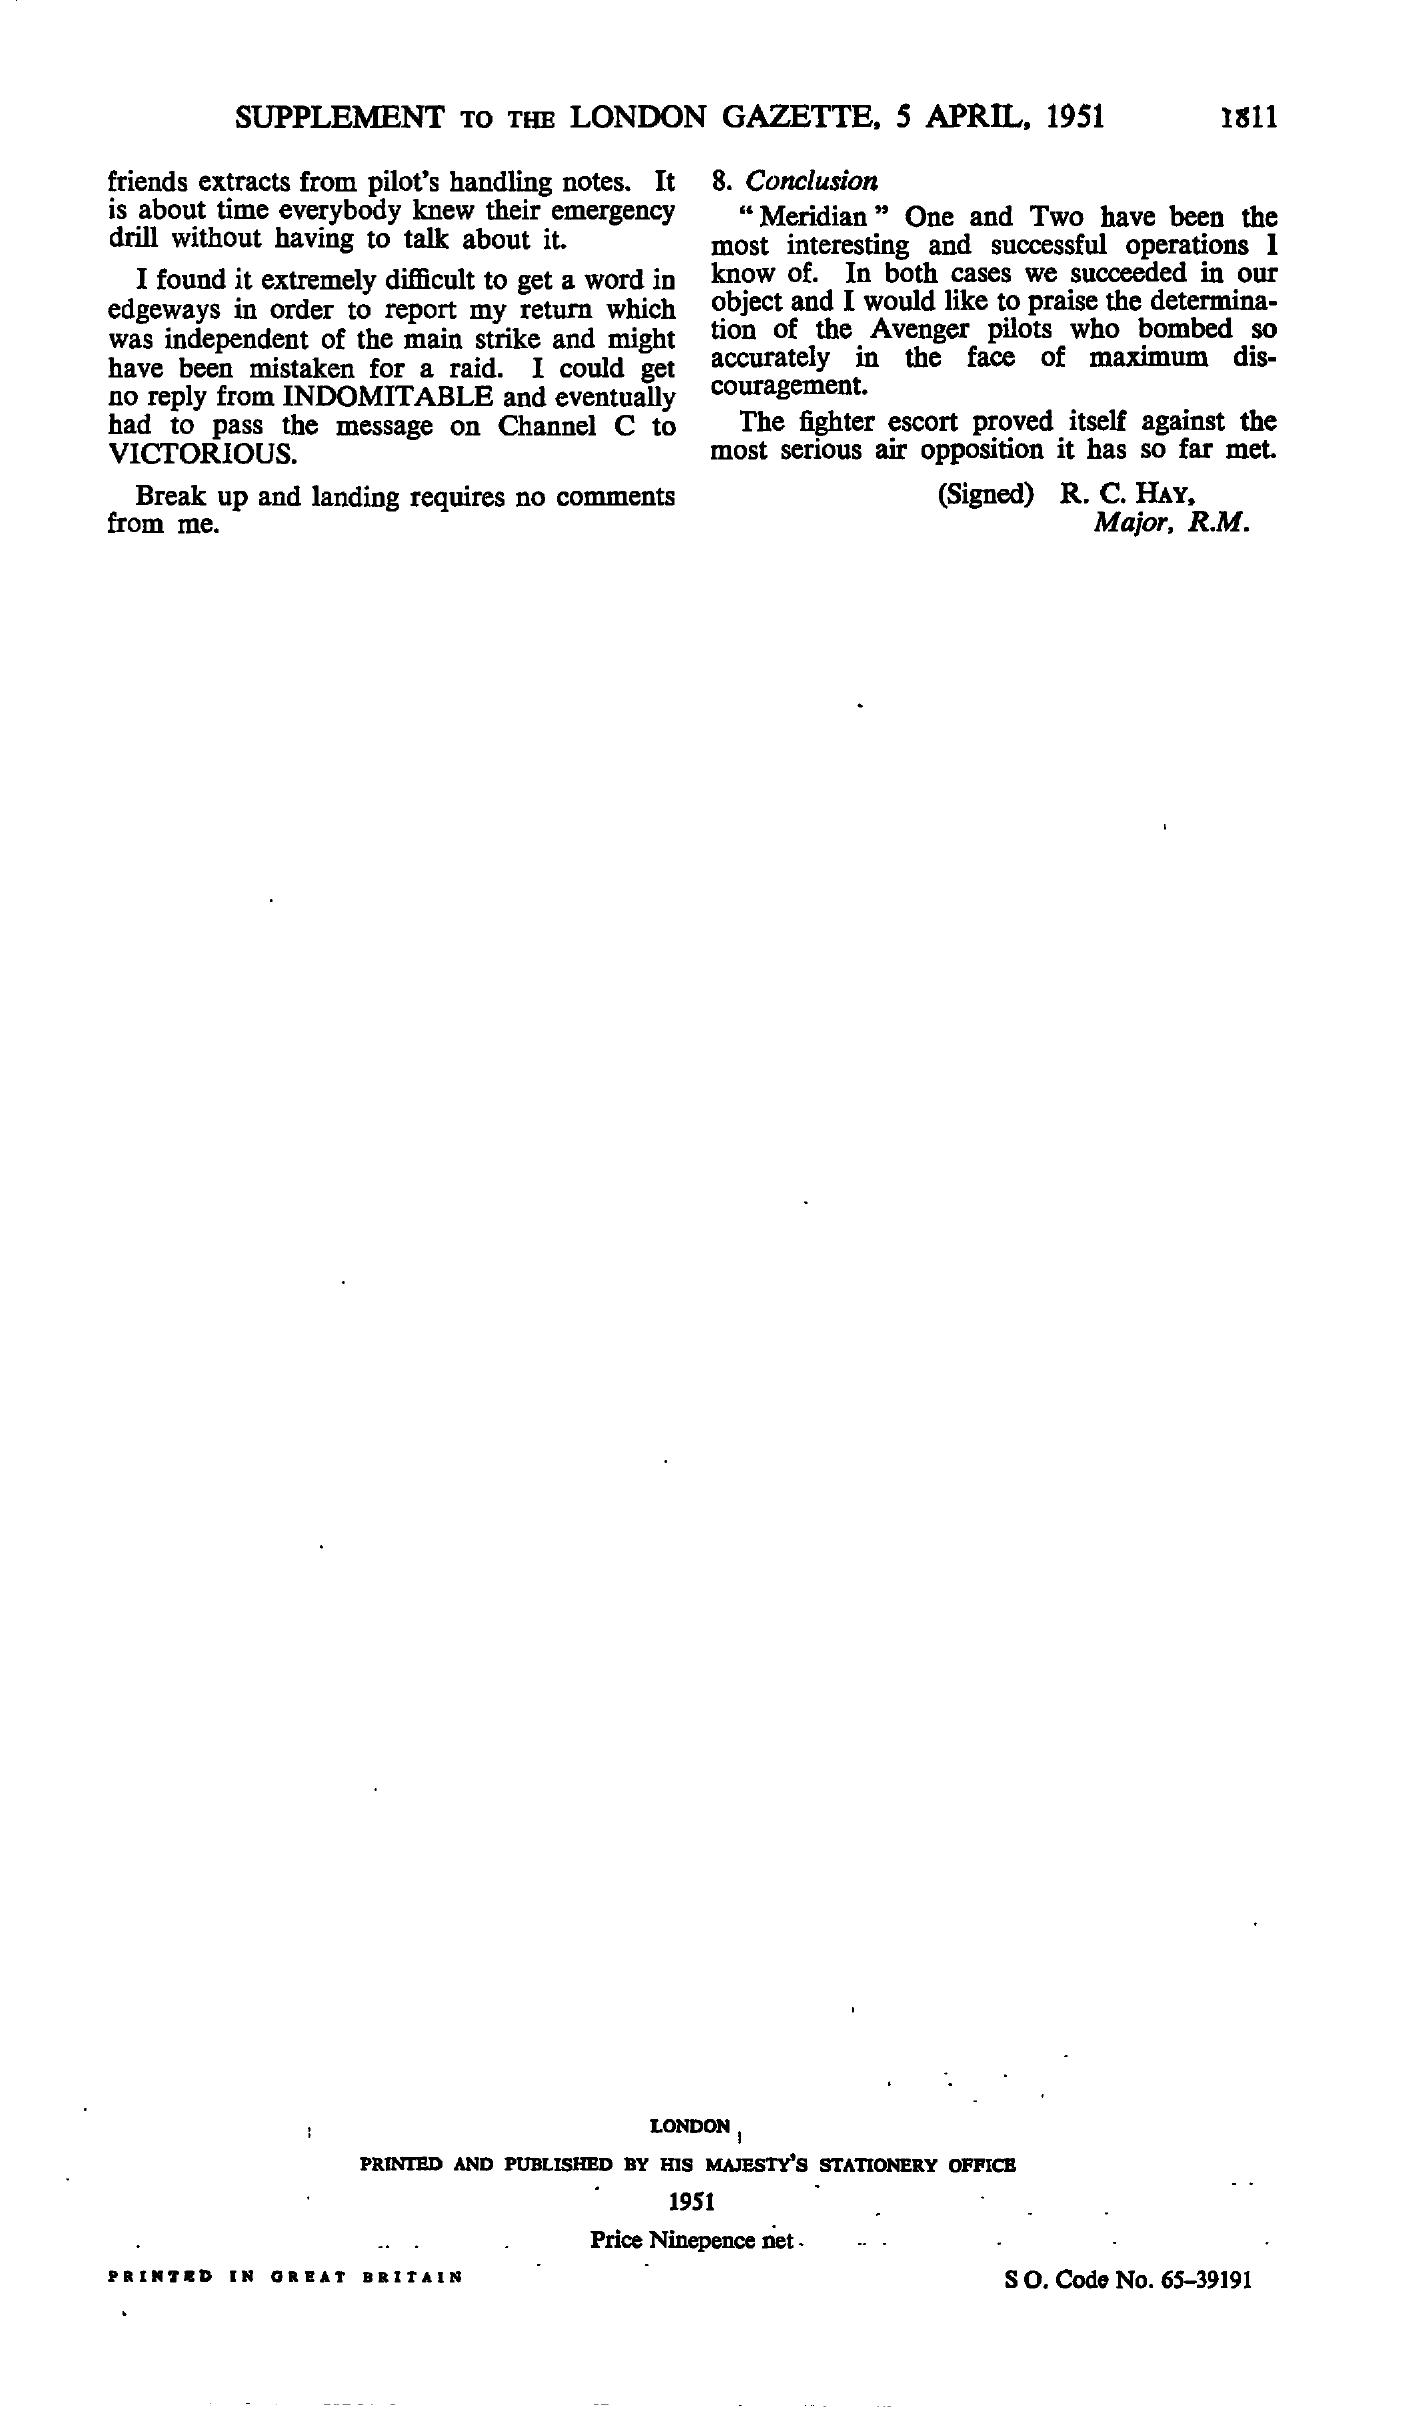 SUPPLEMENT TO THE LONDON GAZETTE, 5 APRIL, 1951 1811
friends extracts from pilot's handling notes. It
is about time everybody knew their emergency
drill without having to talk about it.
I found it extremely difficult to get a word in
edgeways in order to report my return which
was independent of the main strike and might
have been mistaken for a raid. I could get
no reply from INDOMITABLE and eventually
had to pass the message on Channel C to
VICTORIOUS.
Break up and landing requires no comments
from me.
8. Conclusion
“Meridian” One and Two have been the
most interesting and successful operations I
know of. In both cases we succeeded in our
object and I would like to praise the determina-
tion of the Avenger pilots who bombed so
accurately in the face of maximum dis-
couragement.
The fighter escort proved itself against the
most serious air opposition it has so far met.
(Signed) R. C. HAY,
Major, R.M.
LONDON
PRINTED AND PUBLISHED BY HIS MAJESTY'S STATIONERY OFFICE
1951
Price Ninepence net
PRINTED IN GREAT BRITAIN
S O. Code No. 65–39191